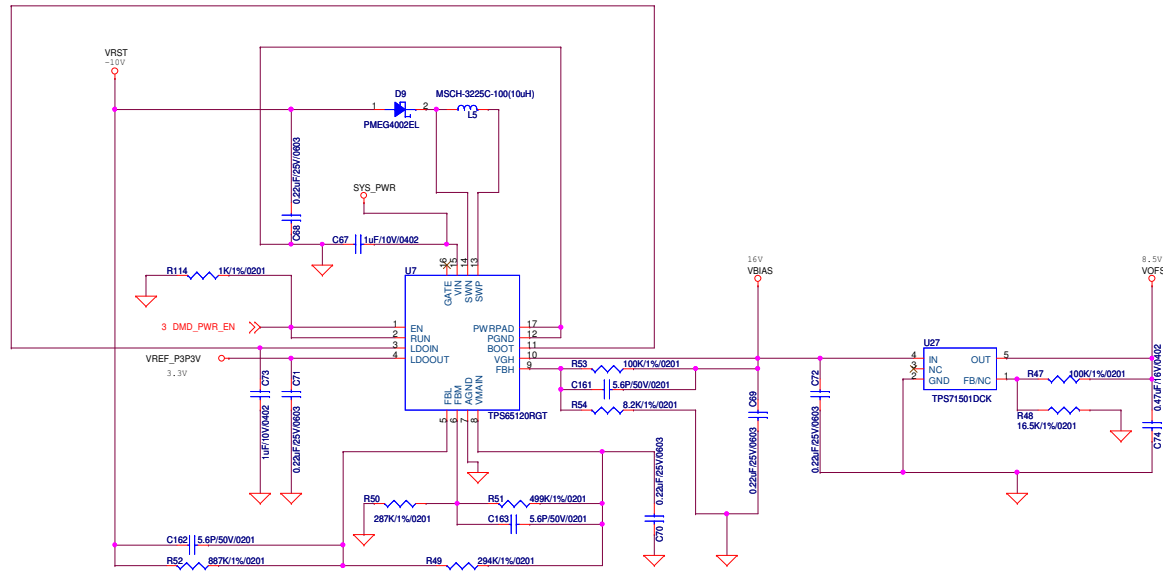 VRST
-10V
D9
MSCH-3225C-100(10uH)
1
2
L5
PMEG4002EL
0.22uF/25V/0603
C68
SYS_PWR
C67
1uF/10V/0402
16V
VBIAS
8.5V
VOFS
R114
1K/1%/0201
U7
16
15
14
13
GATE
VIN
SWN
SWP
3 DMD_PWR_EN
1
EN
PWRPAD
17
2
RUN
PGND
12
3
LDOIN
BOOT
11
VREF_P3P3V
4
LDOOUT
VGH
10
3.3V
FBH
9
FBL
FBM
AGND
VMAIN
5
6
7
8
TPS65120RGT
C73
1uF/10V/0402
C71
0.22uF/25V/0603
R53
100K/1%/0201
C161
5.6P/50V/0201
R54
8.2K/1%/0201
C69
0.22uF/25V/0603
C72
0.22uF/25V/0603
U27
4
IN
OUT
5
3
NC
2
GND
FB/NC
1
TPS71501DCK
R47
100K/1%/0201
R48
16.5K/1%/0201
0.47uF/16V/0402
C74
R50
287K/1%/0201
R51
499K/1%/0201
C163
5.6P/50V/0201
0.22uF/25V/0603
C70
C162
5.6P/50V/0201
R52
887K/1%/0201
R49
294K/1%/0201